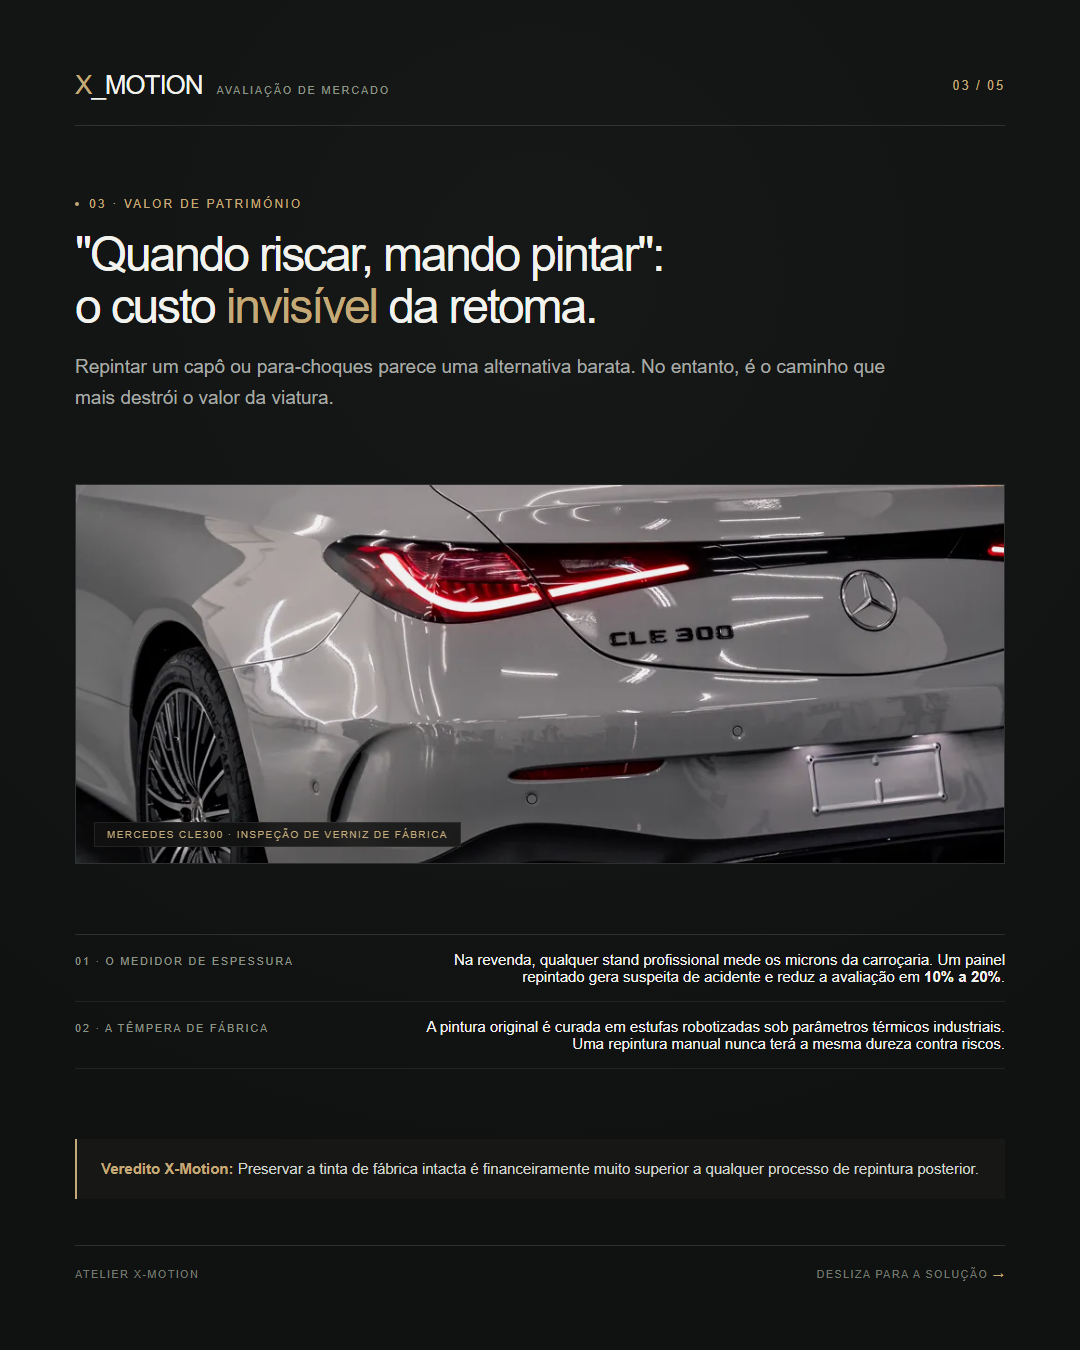 X_MOTION AVALIAÇÃO DE MERCADO
03 / 05
• 03 · VALOR DE PATRIMÓNIO
"Quando riscar, mando pintar":
o custo invisível da retoma.
Repintar um capô ou para-choques parece uma alternativa barata. No entanto, é o caminho que
mais destrói o valor da viatura.
CLE 300
MERCEDES CLE300 · INSPEÇÃO DE VERNIZ DE FÁBRICA
01 · O MEDIDOR DE ESPESSURA
Na revenda, qualquer stand profissional mede os microns da carroçaria. Um painel
repintado gera suspeita de acidente e reduz a avaliação em 10% a 20%.
02 · A TÊMPERA DE FÁBRICA
A pintura original é curada em estufas robotizadas sob parâmetros térmicos industriais.
Uma repintura manual nunca terá a mesma dureza contra riscos.
Veredito X-Motion: Preservar a tinta de fábrica intacta é financeiramente muito superior a qualquer processo de repintura posterior.
ATELIER X-MOTION
DESLIZA PARA A SOLUÇÃO →